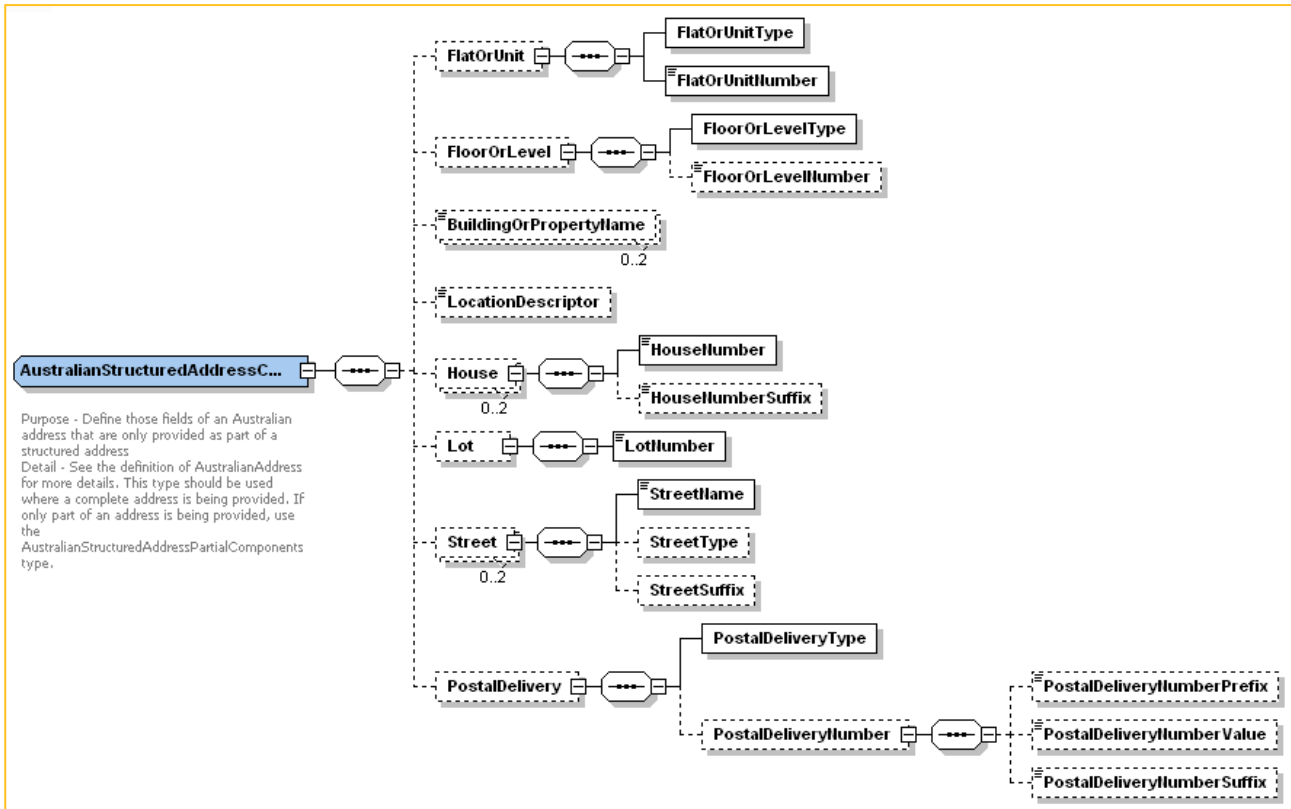 FlatOrUnitType
FlatOrUnit
FlatOrUnitNumber
FloorOrLevelType
FloorOrLevel
FloorOrLevelNumber
BuildingOrPropertyName
0..2
LocationDescriptor
AustralianStructuredAddressC...
Purpose - Define those fields of an Australian
address that are only provided as part of a
structured address
Detail - See the definition of AustralianAddress
for more details. This type should be used
where a complete address is being provided. If
only part of an address is being provided, use
the
AustralianStructuredAddressPartialComponents
type.
HouseNumber
House
0..2
HouseNumberSuffix
Lot
LotNumber
StreetName
Street
0..2
StreetType
StreetSuffix
PostalDeliveryType
PostalDelivery
PostalDeliveryNumber
PostalDeliveryNumberPrefix
PostalDeliveryNumberValue
PostalDeliveryNumberSuffix